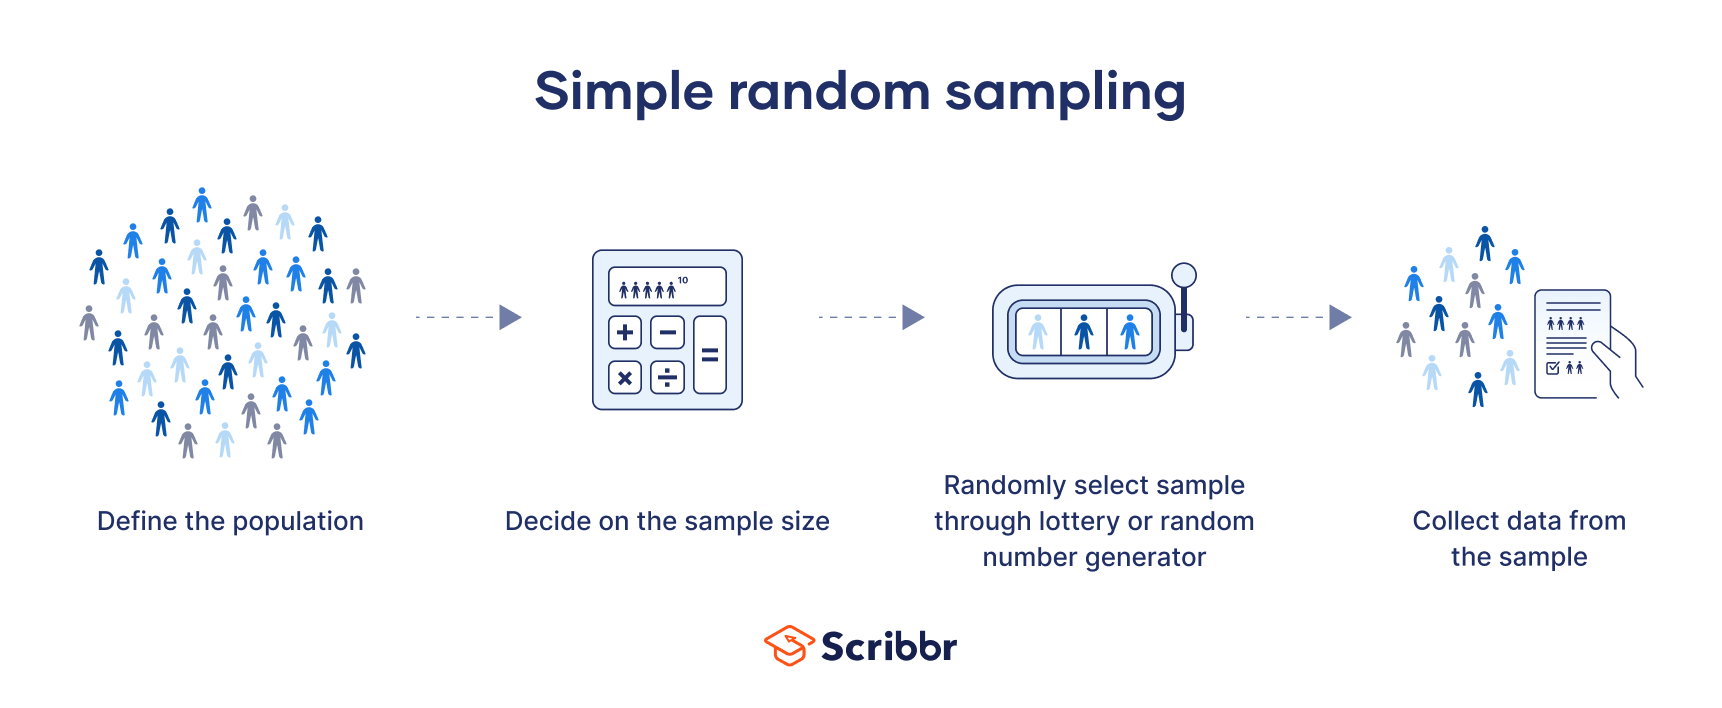 Simple random sampling
10
Define the population
Decide on the sample size
Randomly select sample
through lottery or random
number generator
Collect data from
the sample
Scribbr